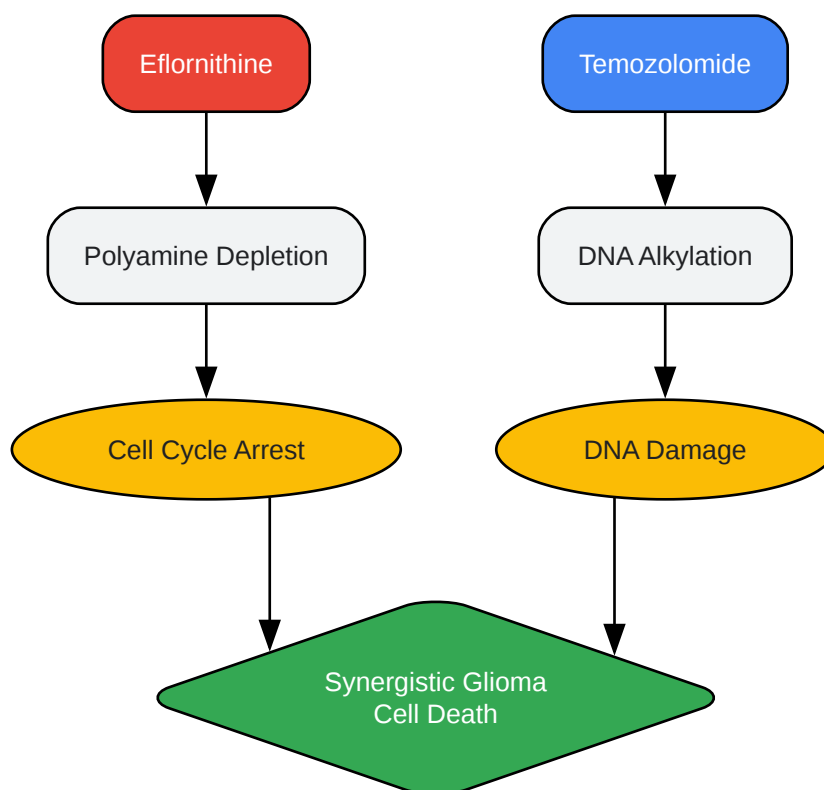 Eflornithine
Temozolomide
Polyamine Depletion
DNA Alkylation
Cell Cycle Arrest
DNA Damage
Synergistic Glioma
Cell Death